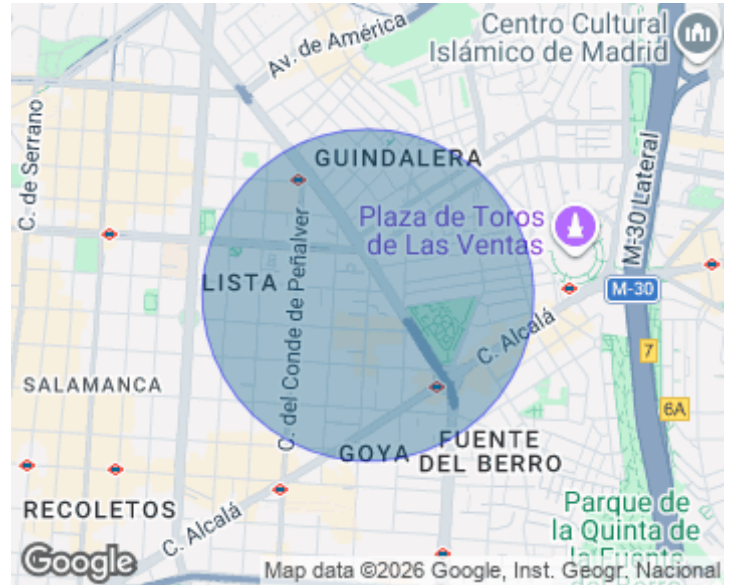 Centro Cultural
Islámico de Madrid
Av. de América
C. de Serrano
GUINDALERA
M-30 Lateral
Plaza de Toros
de Las Ventas
C. del Conde de Peñalver
LISTA
M-30
C. Alcalá
7
SALAMANCA
6A
GOYA
FUENTE
DEL BERRO
RECOLETOS
C. Alcalá
Parque de
la Quinta de
la Fuente
Google
Map data ©2026 Google, Inst. Geogr. Nacional